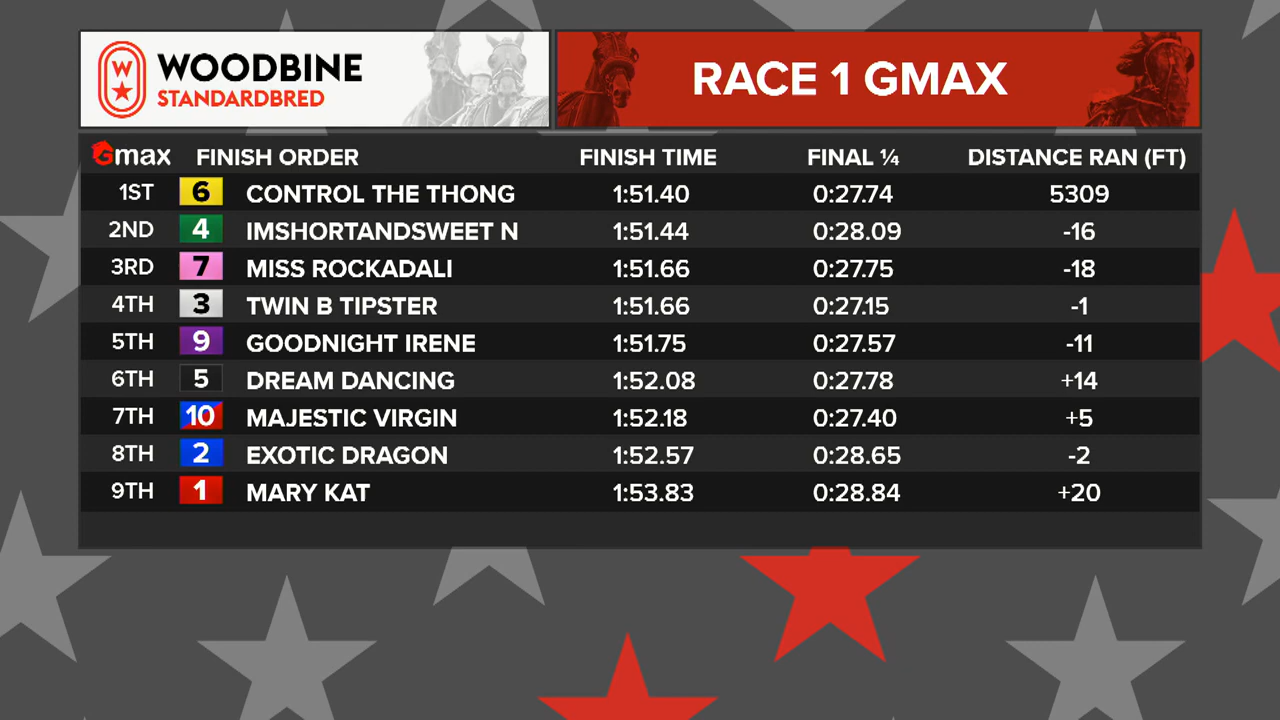 W
WOODBINE
STANDARDBRED
RACE 1 GMAX
Gmax FINISH ORDER FINISH TIME FINAL ¼ DISTANCE RAN (FT)
1ST 6 CONTROL THE THONG 1:51.40 0:27.74 5309
2ND 4 IMSHORTANDSWEET N 1:51.44 0:28.09 -16
3RD 7 MISS ROCKADALI 1:51.66 0:27.75 -18
4TH 3 TWIN B TIPSTER 1:51.66 0:27.15 -1
5TH 9 GOODNIGHT IRENE 1:51.75 0:27.57 -11
6TH 5 DREAM DANCING 1:52.08 0:27.78 +14
7TH 10 MAJESTIC VIRGIN 1:52.18 0:27.40 +5
8TH 2 EXOTIC DRAGON 1:52.57 0:28.65 -2
9TH 1 MARY KAT 1:53.83 0:28.84 +20